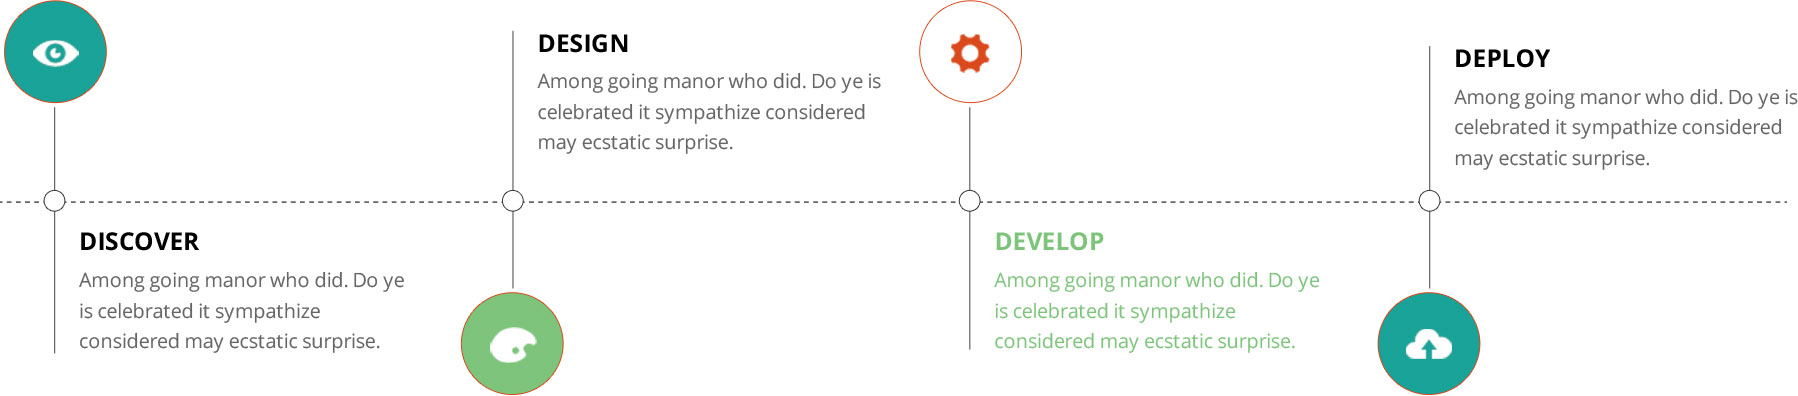 DISCOVER
Among going manor who did. Do ye
is celebrated it sympathize
considered may ecstatic surprise.
DESIGN
Among going manor who did. Do ye is
celebrated it sympathize considered
may ecstatic surprise.
DEVELOP
Among going manor who did. Do ye
is celebrated it sympathize
considered may ecstatic surprise.
DEPLOY
Among going manor who did. Do ye is
celebrated it sympathize considered
may ecstatic surprise.